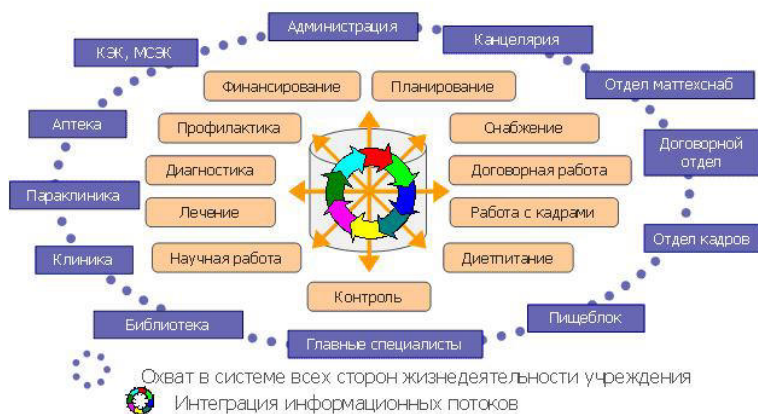 Администрация
КЭК, МСЭК
Канцелярия
Финансирование
Планирование
Отдел маттехснаб
Аптека
Профилактика
Снабжение
Договорной
отдел
Диагностика
Договорная работа
Параклиника
Лечение
Работа с кадрами
Отдел кадров
Клиника
Научная работа
Диетпитание
Контроль
Библиотека
Пищеблок
Главные специалисты
Охват в системе всех сторон жизнедеятельности учреждения
Интеграция информационных потоков